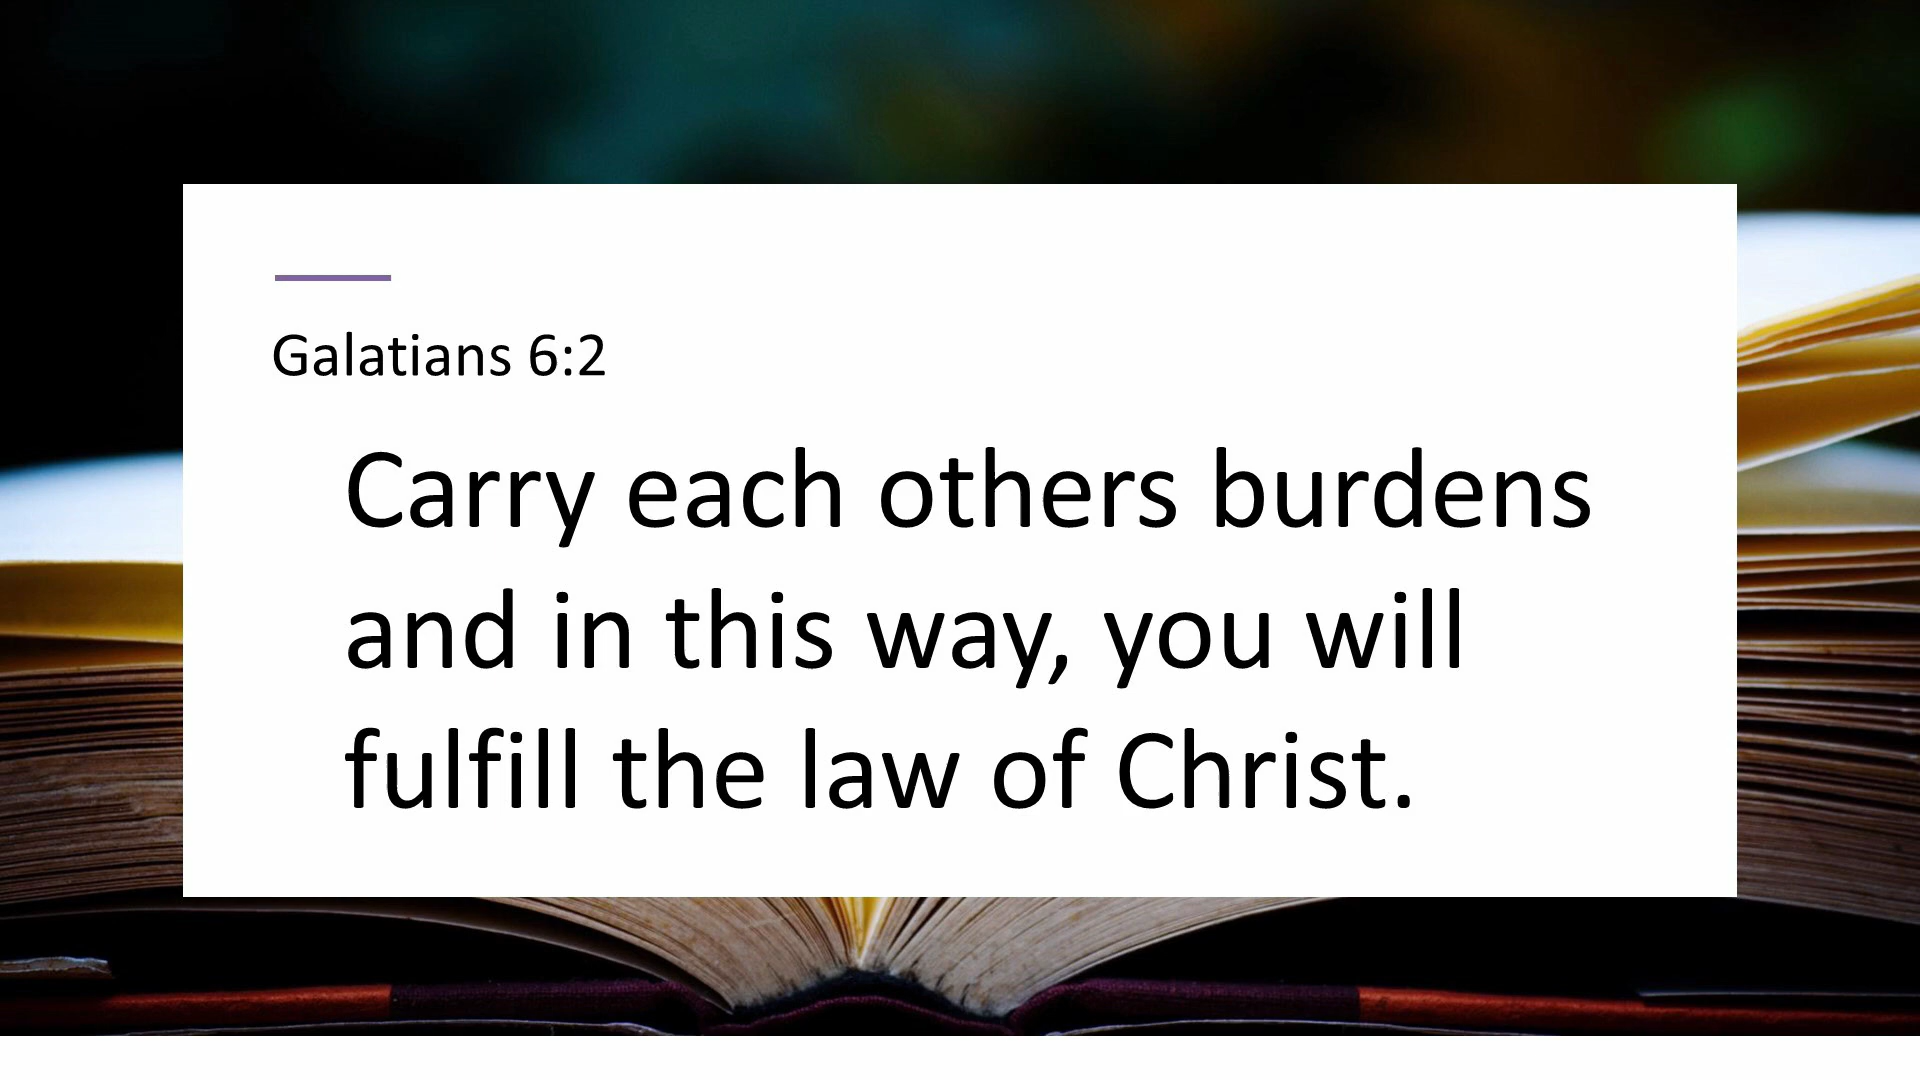 Galatians 6:2
Carry each others burdens
and in this way, you will
fulfill the law of Christ.